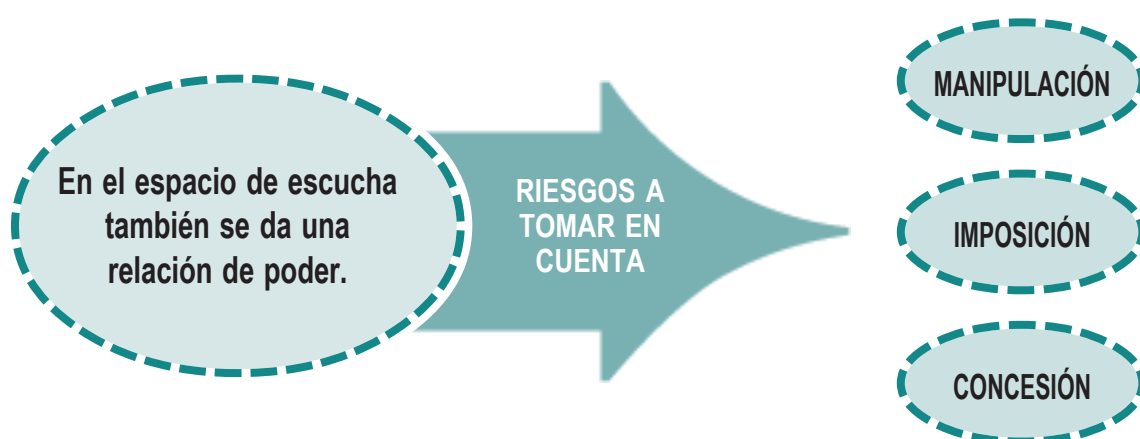 En el espacio de escucha
también se da una
relación de poder.
RIESGOS A
TOMAR EN
CUENTA
MANIPULACIÓN
IMPOSICIÓN
CONCESIÓN